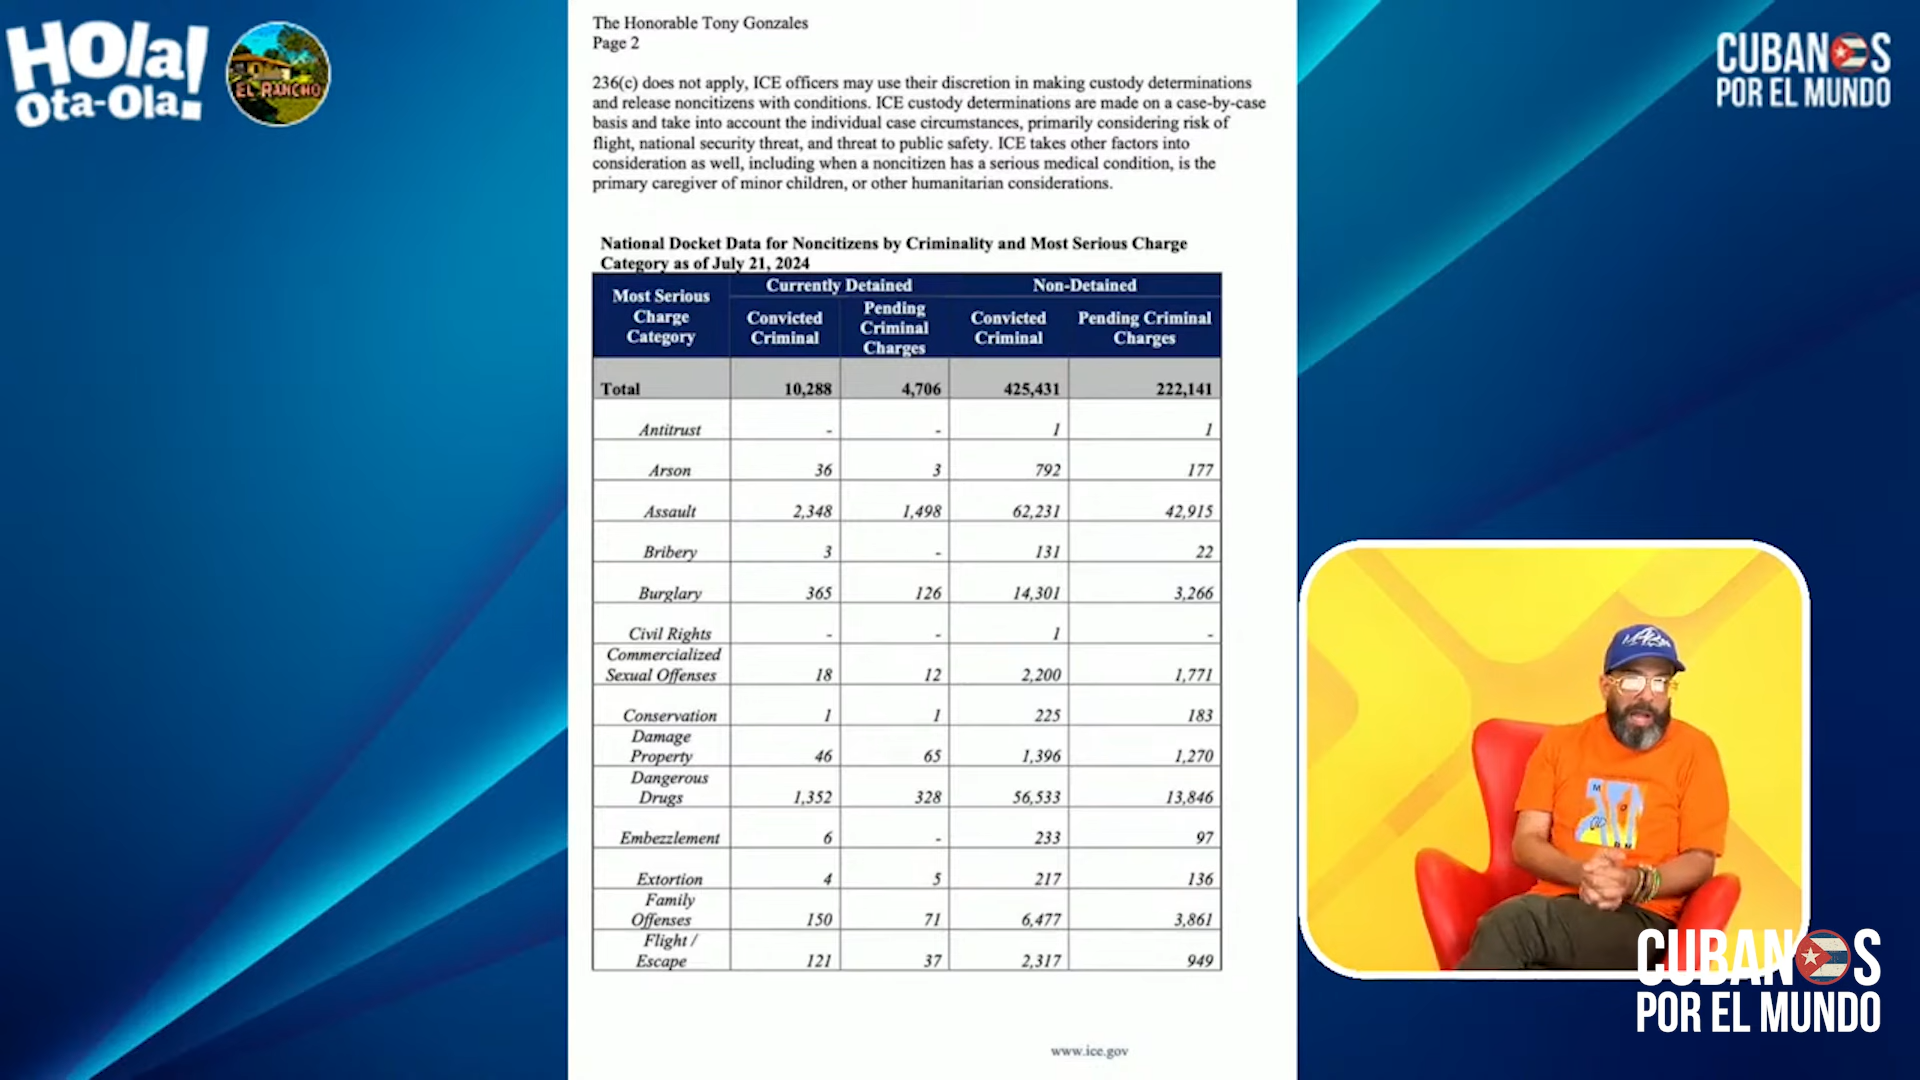 Hola!
Ota-Ola!
EL RANCHO
CUBANOS
POR EL MUNDO
The Honorable Tony Gonzales
Page 2
236(c) does not apply, ICE officers may use their discretion in making custody determinations
and release noncitizens with conditions. ICE custody determinations are made on a case-by-case
basis and take into account the individual case circumstances, primarily considering risk of
flight, national security threat, and threat to public safety. ICE takes other factors into
consideration as well, including when a noncitizen has a serious medical condition, is the
primary caregiver of minor children, or other humanitarian considerations.
National Docket Data for Noncitizens by Criminality and Most Serious Charge
Category as of July 21, 2024
Most Serious Charge Category
Currently Detained Non-Detained
Convicted Criminal Pending Criminal Charges Convicted Criminal Pending Criminal Charges
Total 10,288 4,706 425,431 222,141
Antitrust - - 1 1
Arson 36 3 792 177
Assault 2,348 1,498 62,231 42,915
Bribery 3 - 131 22
Burglary 365 126 14,301 3,266
Civil Rights - - 1 -
Commercialized Sexual Offenses 18 12 2,200 1,771
Conservation 1 1 225 183
Damage Property 46 65 1,396 1,270
Dangerous Drugs 1,352 328 56,533 13,846
Embezzlement 6 - 233 97
Extortion 4 5 217 136
Family Offenses 150 71 6,477 3,861
Flight / Escape 121 37 2,317 949
www.ice.gov
CUBANOS
POR EL MUNDO